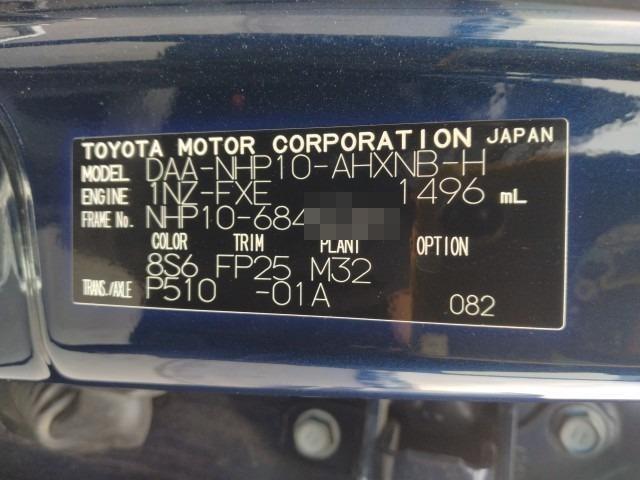 TOYOTA MOTOR CORPORATION JAPAN
MODEL DAA-NHP10-AHXNB-H
ENGINE 1NZ-FXE 1496 mL
FRAME No. NHP10-684
COLOR TRIM PLANT OPTION
8S6 FP25 M32
TRANS./AXLE P510 -01A 082